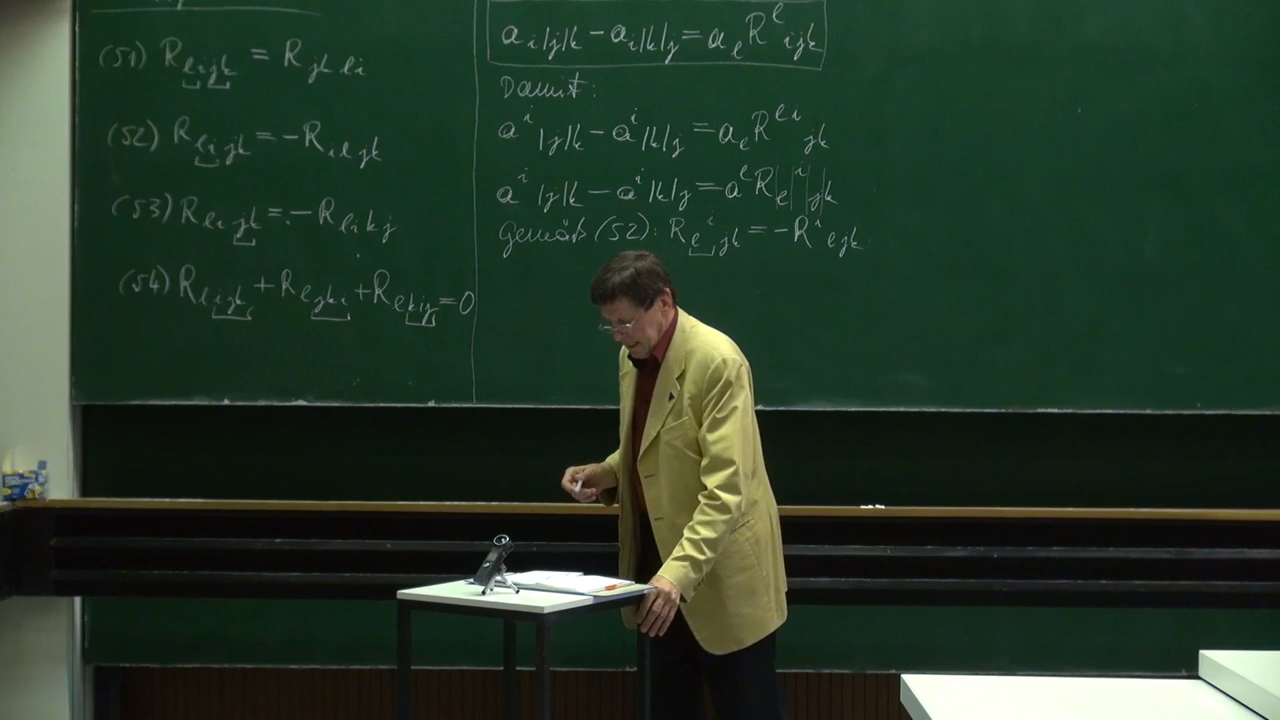 (51) R_{lijk} = R_{jkli}
(52) R_{lijk} = -R_{iljk}
(53) R_{lijk} = -R_{likj}
(54) R_{lijk} + R_{ljki} + R_{lkij} = 0
a_{i|j|k} - a_{i|k|j} = a_l R^l_{ijk}
Damit:
a^i_{|j|k} - a^i_{|k|j} = a_l R^{li}_{jk}
a^i_{|j|k} - a^i_{|k|j} = a^l R_l^i_{jk}
Gemäß (52): R_l^i_{jk} = -R^i_{ljk}